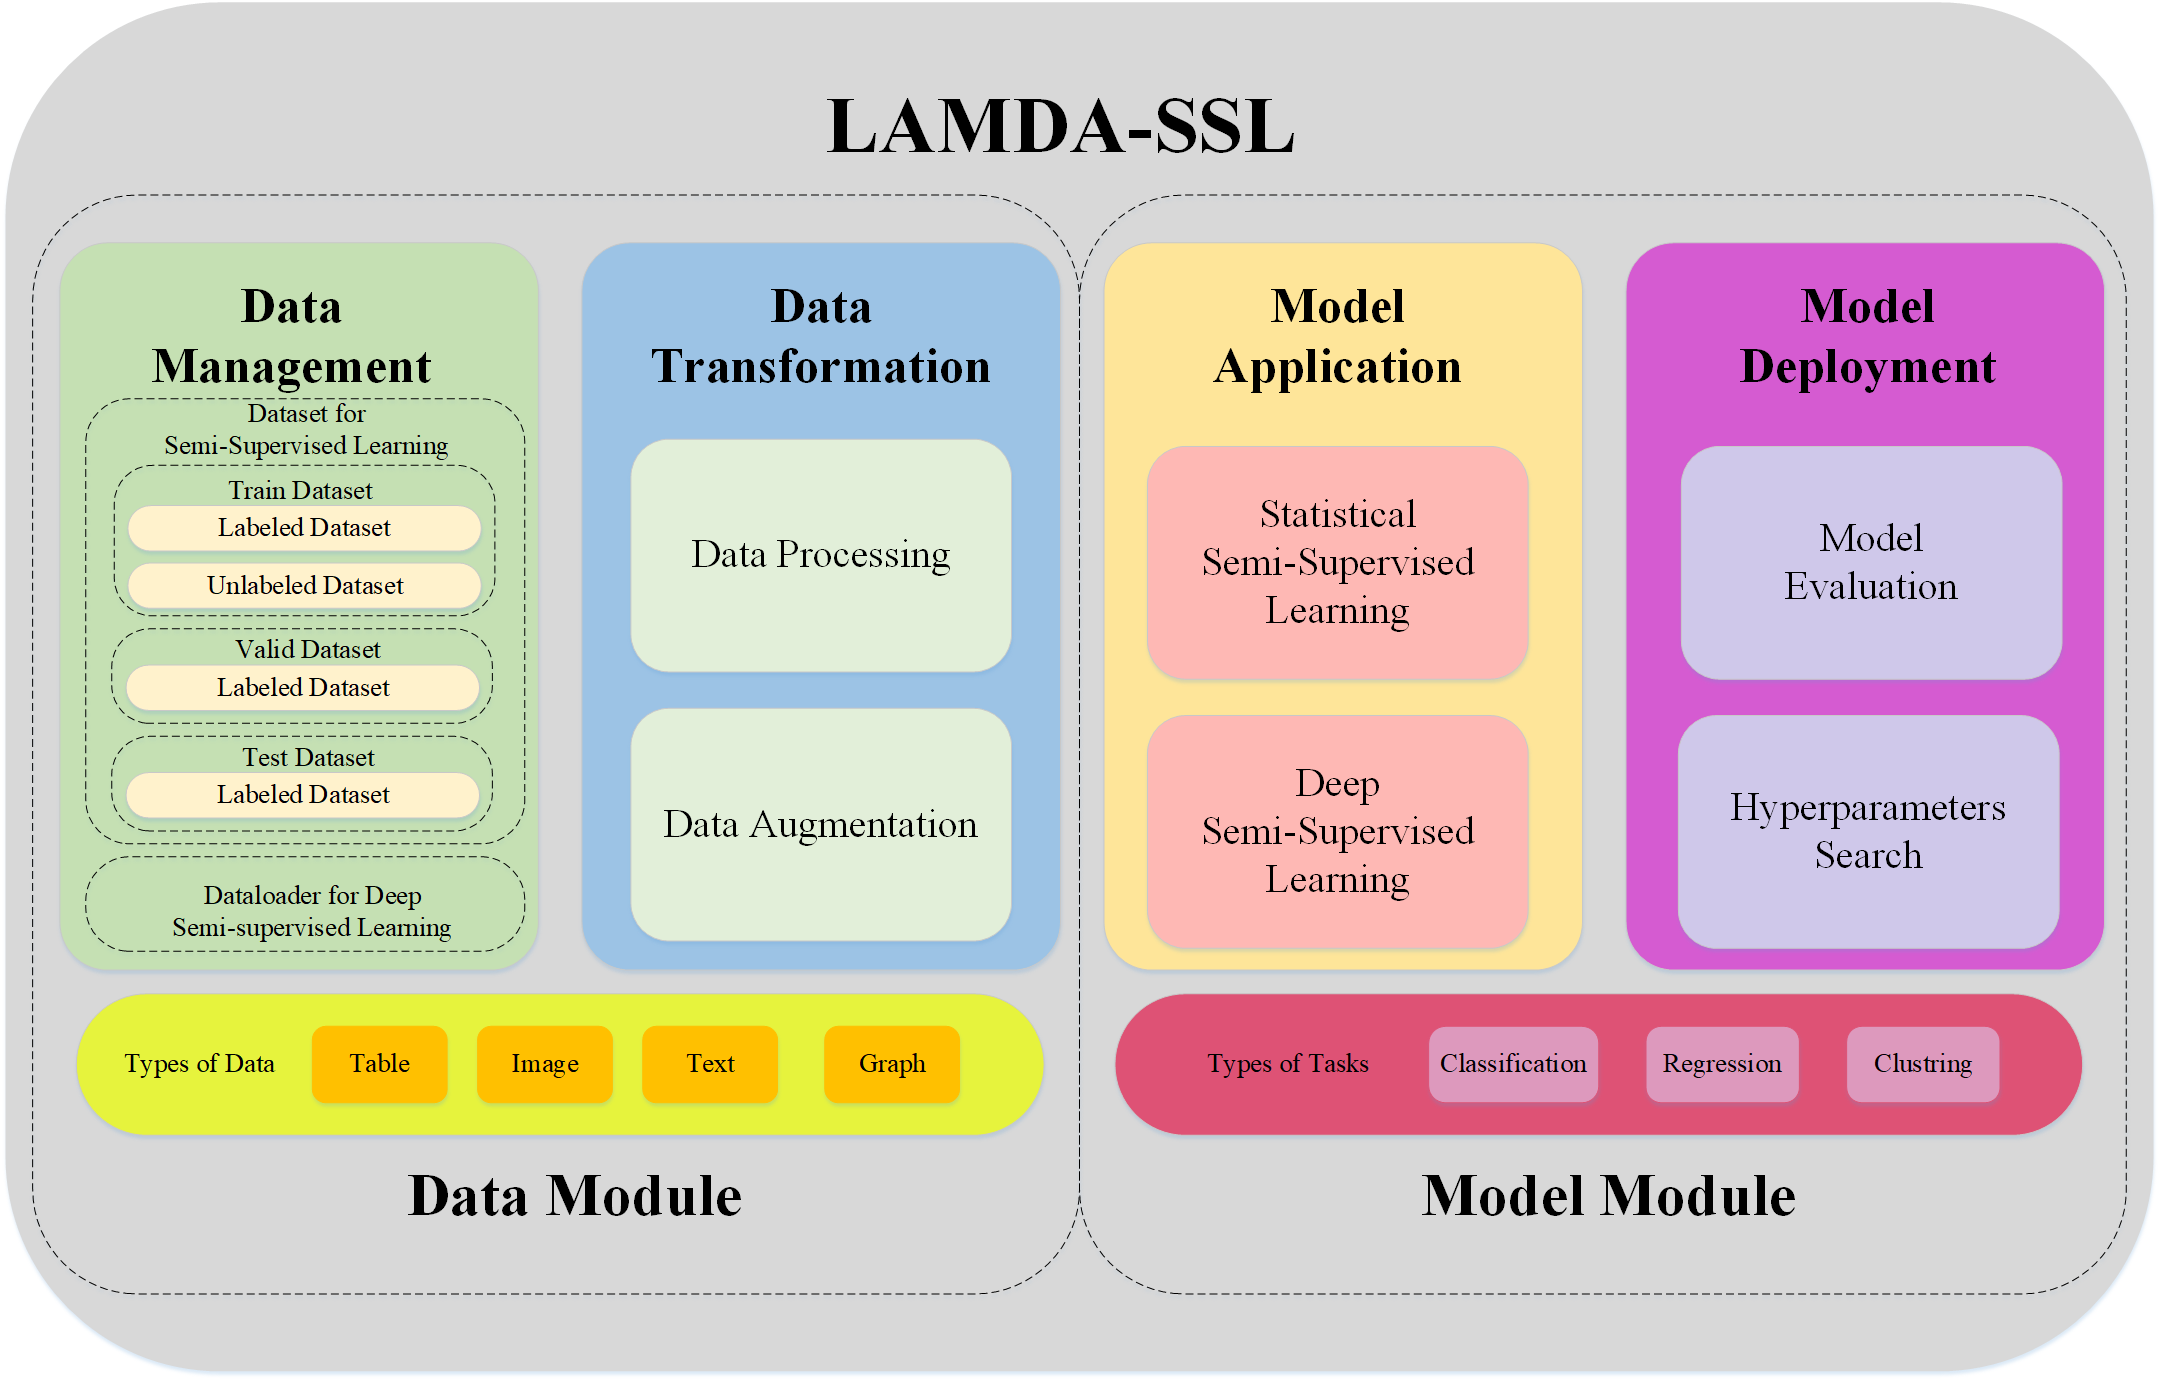 LAMDA-SSL
Data
Management
Dataset for
Semi-Supervised Learning
Train Dataset
Labeled Dataset
Unlabeled Dataset
Valid Dataset
Labeled Dataset
Test Dataset
Labeled Dataset
Dataloader for Deep
Semi-supervised Learning
Data
Transformation
Data Processing
Data Augmentation
Types of Data
Table
Image
Text
Graph
Data Module
Model
Application
Statistical
Semi-Supervised
Learning
Deep
Semi-Supervised
Learning
Model
Deployment
Model
Evaluation
Hyperparameters
Search
Types of Tasks
Classification
Regression
Clustring
Model Module